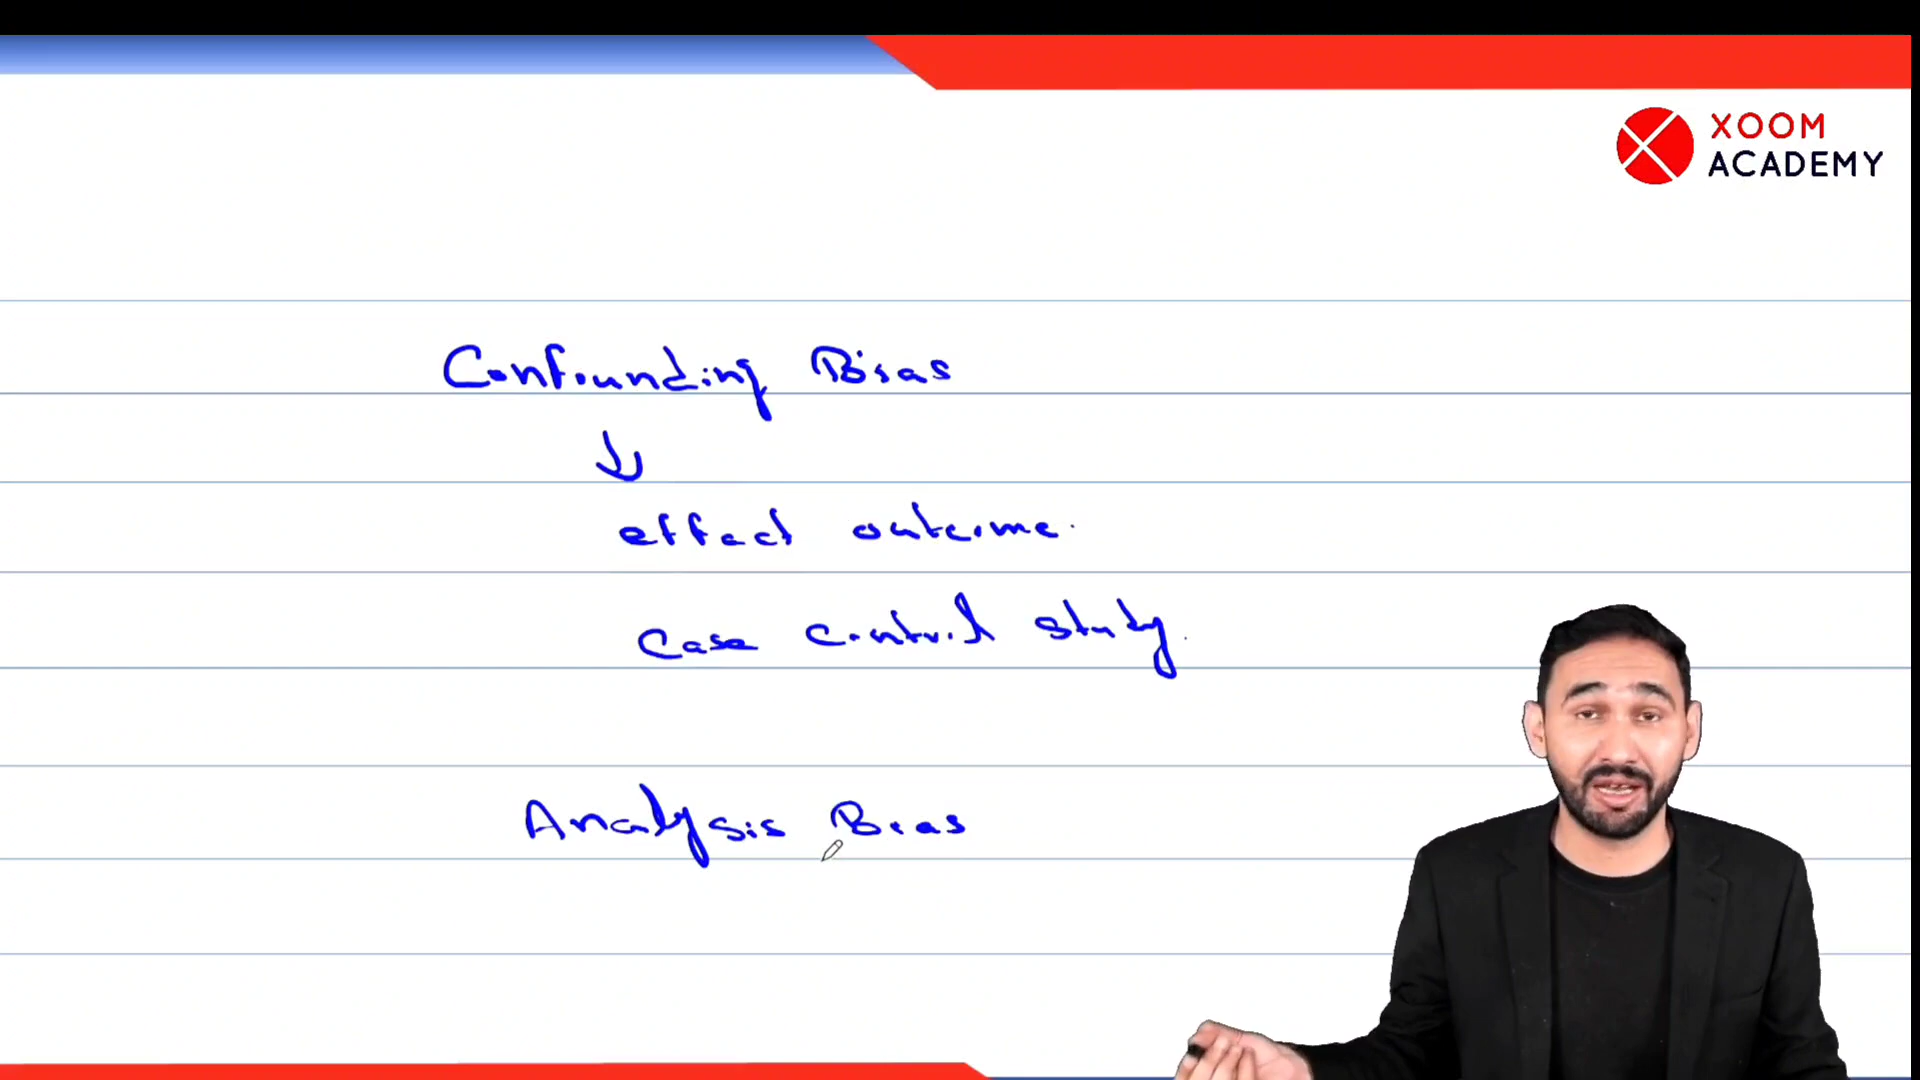 XOOM
ACADEMY
Confounding Bias
effect outcome.
Case control study.
Analysis Bias